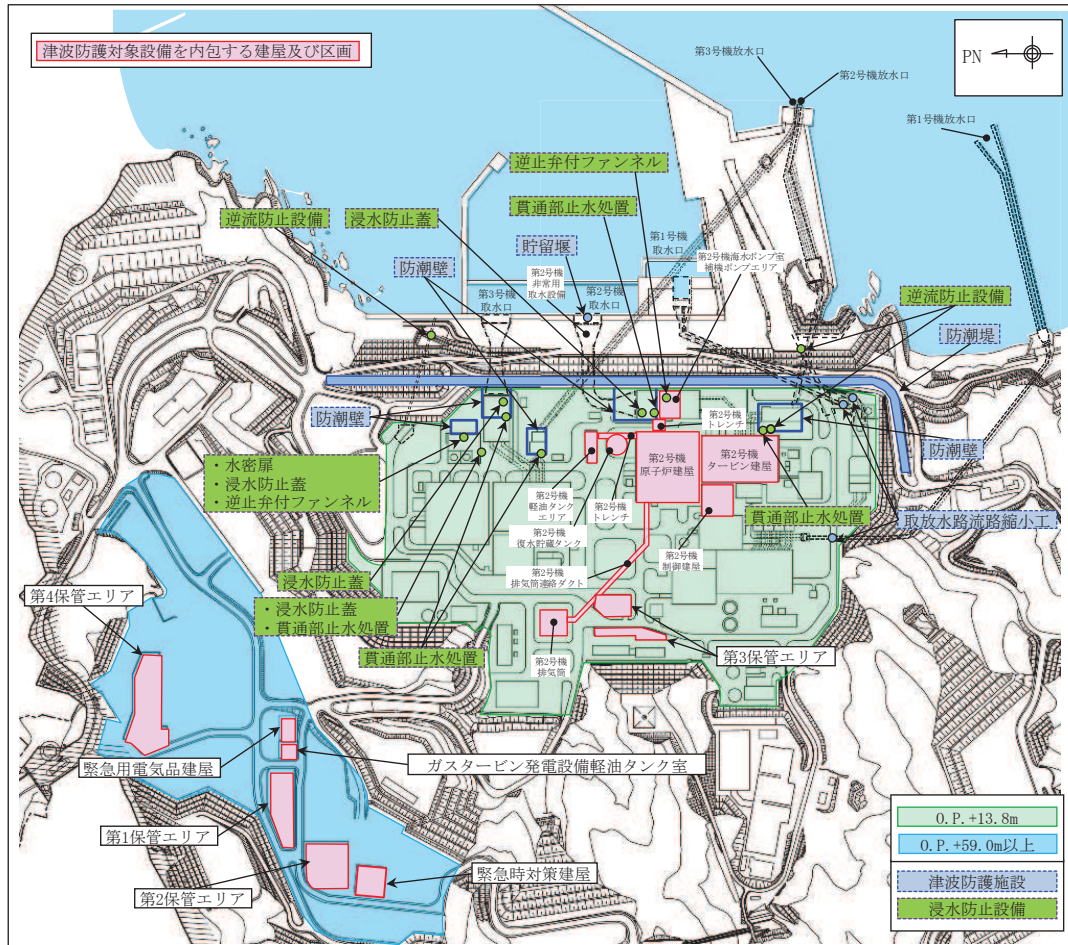 津波防護対象設備を内包する建屋及び区画
PN
第3号機放水口
第2号機放水口
第1号機放水口
逆止弁付ファンネル
貫通部止水処置
逆流防止設備
浸水防止蓋
貯留堰
防潮壁
第1号機
取水口
第2号機海水ポンプ室
補機ポンプエリア
第2号機
非常用
取水設備
第2号機
取水口
第3号機
取水口
逆流防止設備
防潮堤
防潮壁
・水密扉
・浸水防止蓋
・逆止弁付ファンネル
第2号機
トレンチ
第2号機
原子炉建屋
第2号機
タービン建屋
防潮壁
第2号機
軽油タンク
エリア
第2号機
トレンチ
第2号機
復水貯蔵タンク
貫通部止水処置
取放水路流路縮小工
第2号機
制御建屋
第2号機
排気筒連絡ダクト
浸水防止蓋
・浸水防止蓋
・貫通部止水処置
貫通部止水処置
第4保管エリア
第2号機
排気筒
第3保管エリア
緊急用電気品建屋
ガスタービン発電設備軽油タンク室
第1保管エリア
第2保管エリア
緊急時対策建屋
O.P.+13.8m
O.P.+59.0m以上
津波防護施設
浸水防止設備